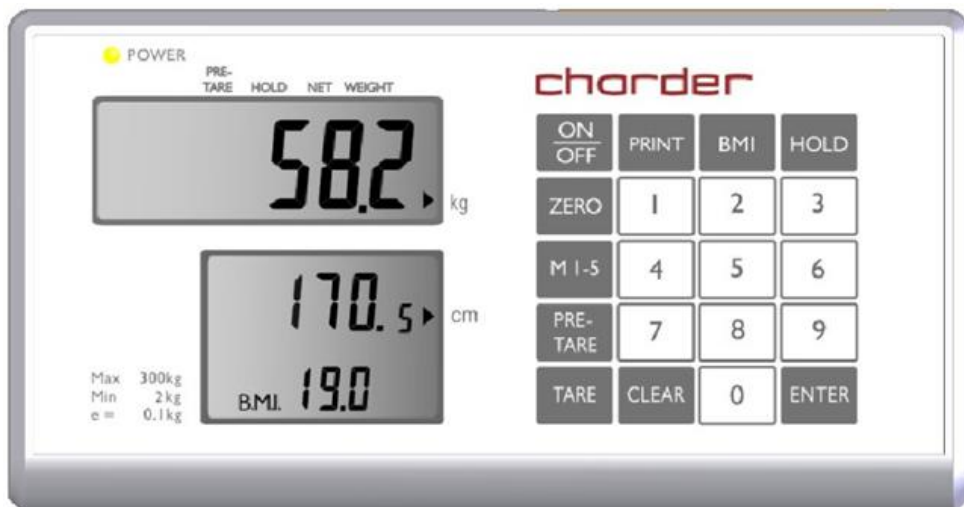 POWER
PRE-
TARE HOLD NET WEIGHT
58.2 kg
170.5 cm
B.M.I. 19.0
Max 300kg
Min 2kg
e = 0.1kg
charder
ON
OFF PRINT BMI HOLD
ZERO 1 2 3
M 1-5 4 5 6
PRE-
TARE 7 8 9
TARE CLEAR 0 ENTER